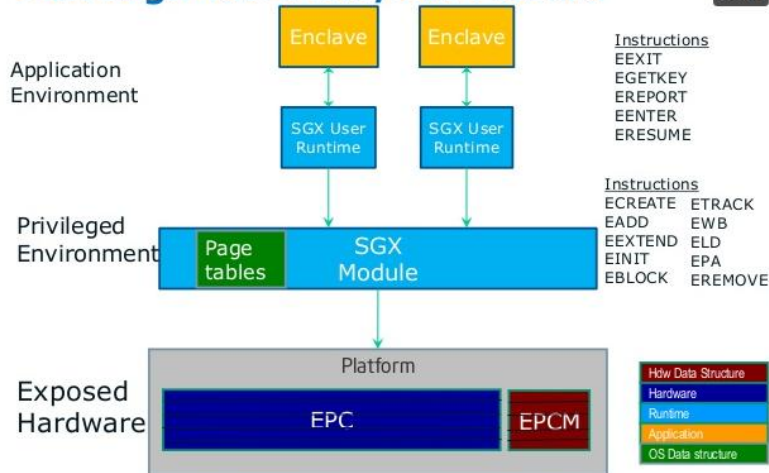 Enclave
Enclave
Application
Environment
SGX User
Runtime
SGX User
Runtime
Instructions
EEXIT
EGETKEY
EREPORT
EENTER
ERESUME
Privileged
Environment
Page
tables
SGX
Module
Instructions
ECREATE ETRACK
EADD EWB
EEXTEND ELD
EINIT EPA
EBLOCK EREMOVE
Exposed
Hardware
Platform
EPC
EPCM
Hdw Data Structure
Hardware
Runtime
Application
OS Data structure